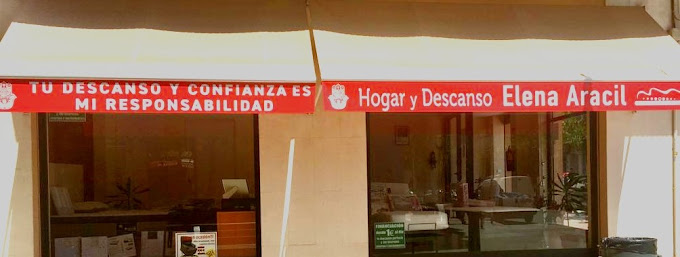 TU DESCANSO Y CONFIANZA ES
MI RESPONSABILIDAD
Hogar y Descanso Elena Aracil